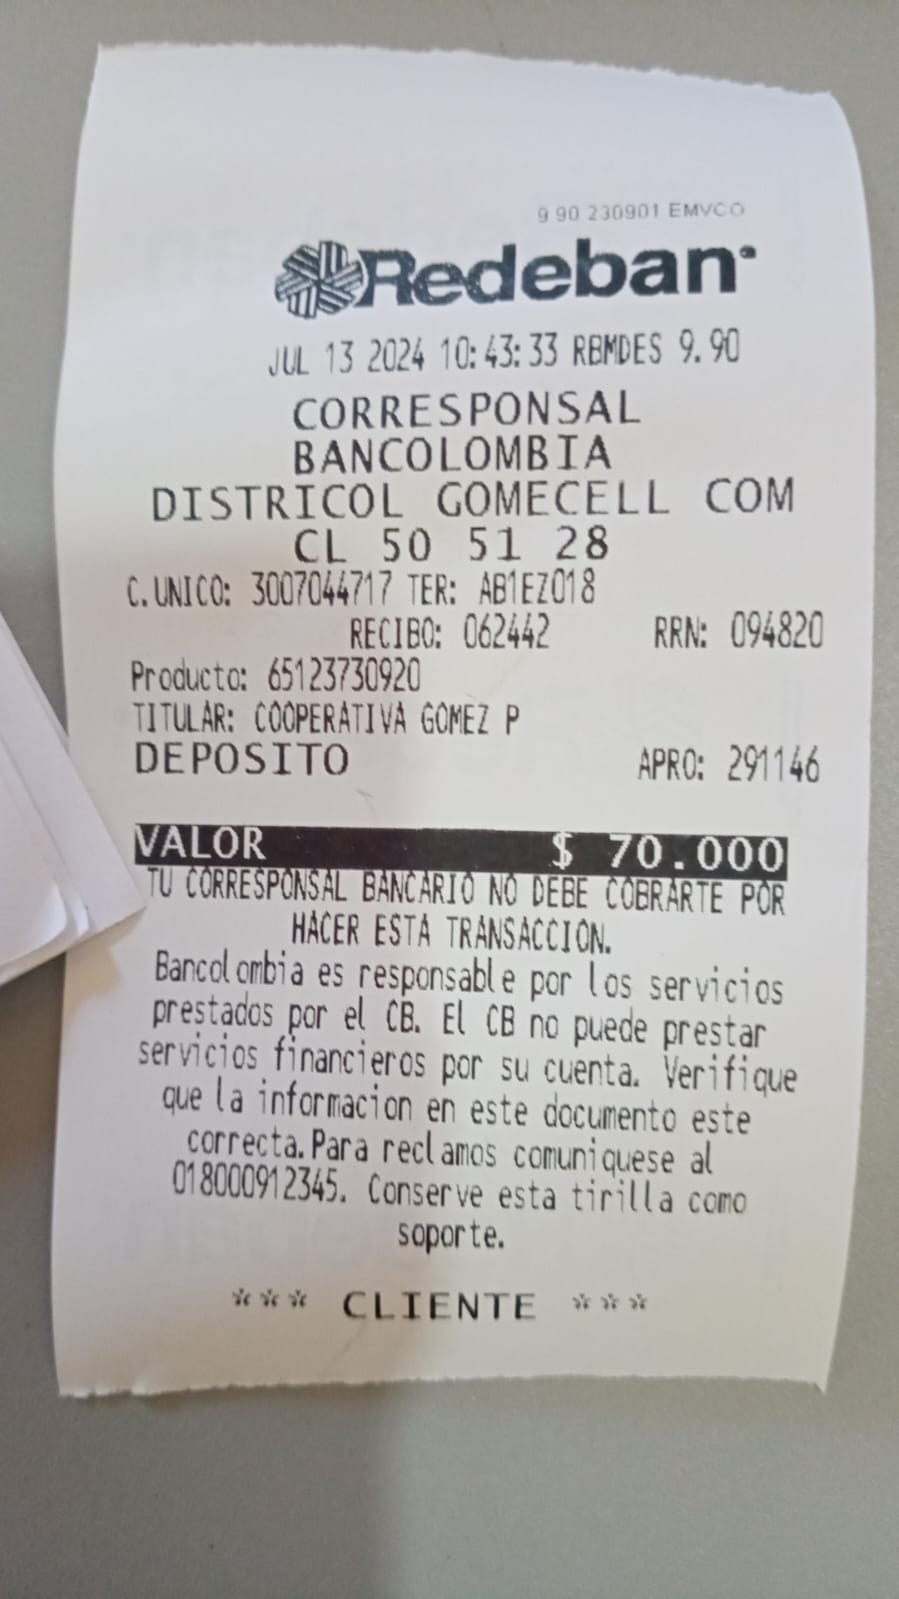 9 90 230901 EMVCO
Redeban
JUL 13 2024 10:43:33 RBMDES 9.90
CORRESPONSAL
BANCOLOMBIA
DISTRICOL GOMECELL COM
CL 50 51 28
C.UNICO: 3007044717 TER: AB1EZ018
RECIBO: 062442 RRN: 094820
Producto: 65123730920
TITULAR: COOPERATIVA GOMEZ P
DEPOSITO APRO: 291146
VALOR $ 70.000
TU CORRESPONSAL BANCARIO NO DEBE COBRARTE POR
HACER ESTA TRANSACCION.
Bancolombia es responsable por los servicios
prestados por el CB. El CB no puede prestar
servicios financieros por su cuenta. Verifique
que la informacion en este documento este
correcta.Para reclamos comuniquese al
018000912345. Conserve esta tirilla como
soporte.
*** CLIENTE ***